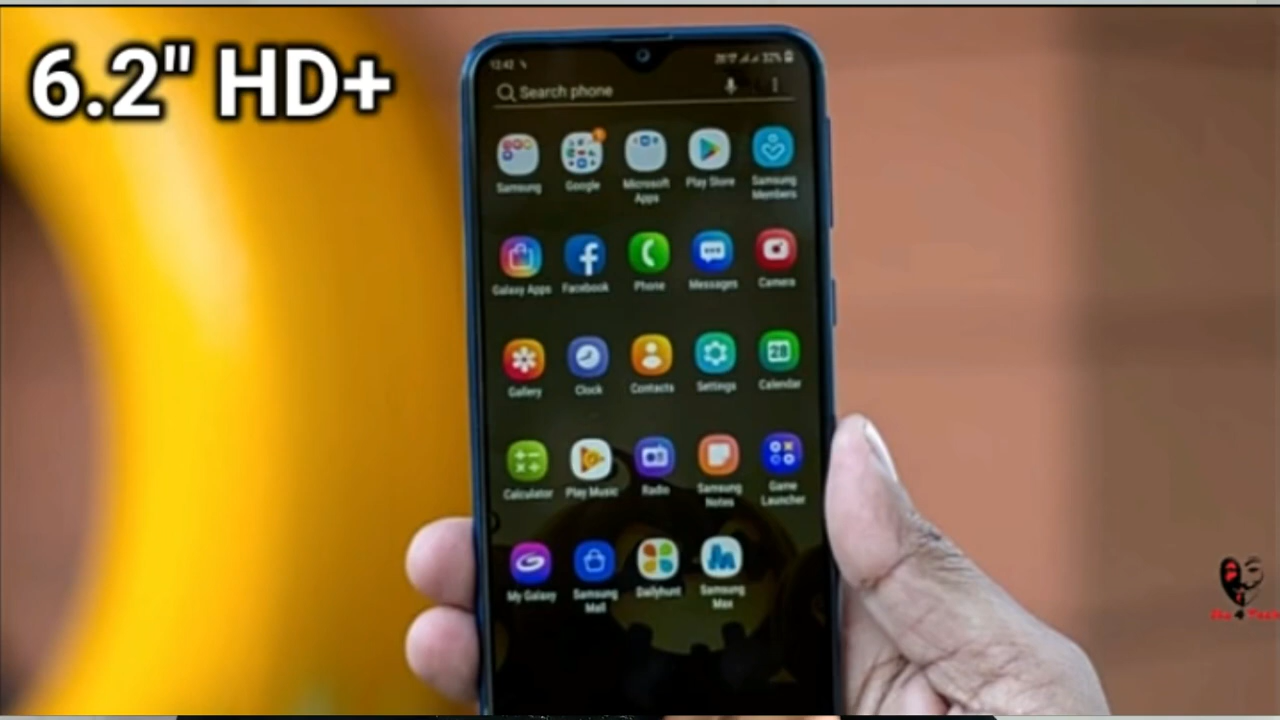 6.2" HD+
12:42
32%
Search phone
Samsung
Google
Microsoft
Apps
Play Store
Samsung
Members
Galaxy Apps
Facebook
Phone
Messages
Camera
Gallery
Clock
Contacts
Settings
28
Calendar
Calculator
Play Music
Radio
Samsung
Notes
Game
Launcher
My Galaxy
Samsung
Mall
Dailyhunt
Samsung
Max